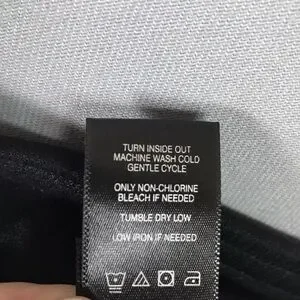 TURN INSIDE OUT
MACHINE WASH COLD
GENTLE CYCLE
ONLY NON-CHLORINE
BLEACH IF NEEDED
TUMBLE DRY LOW
LOW IRON IF NEEDED